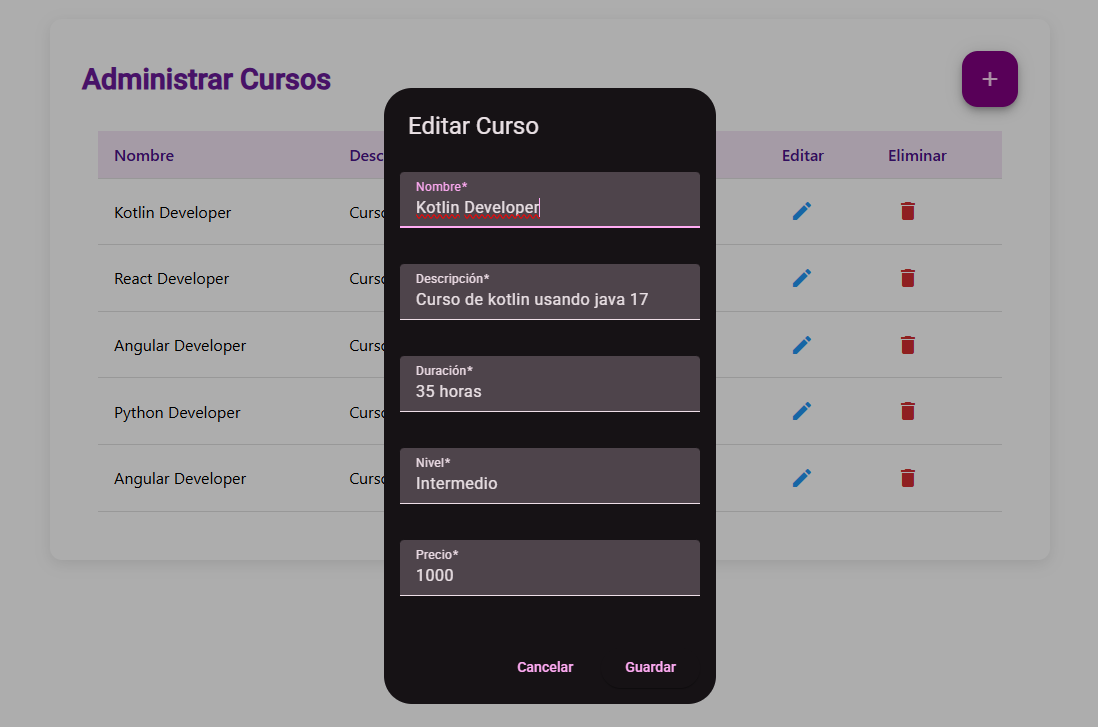 Administrar Cursos
+
Nombre
Desc
Editar
Eliminar
Kotlin Developer
Curso
React Developer
Curso
Angular Developer
Curso
Python Developer
Curso
Angular Developer
Curso
Editar Curso
Nombre*
Kotlin Developer
Descripción*
Curso de kotlin usando java 17
Duración*
35 horas
Nivel*
Intermedio
Precio*
1000
Cancelar
Guardar